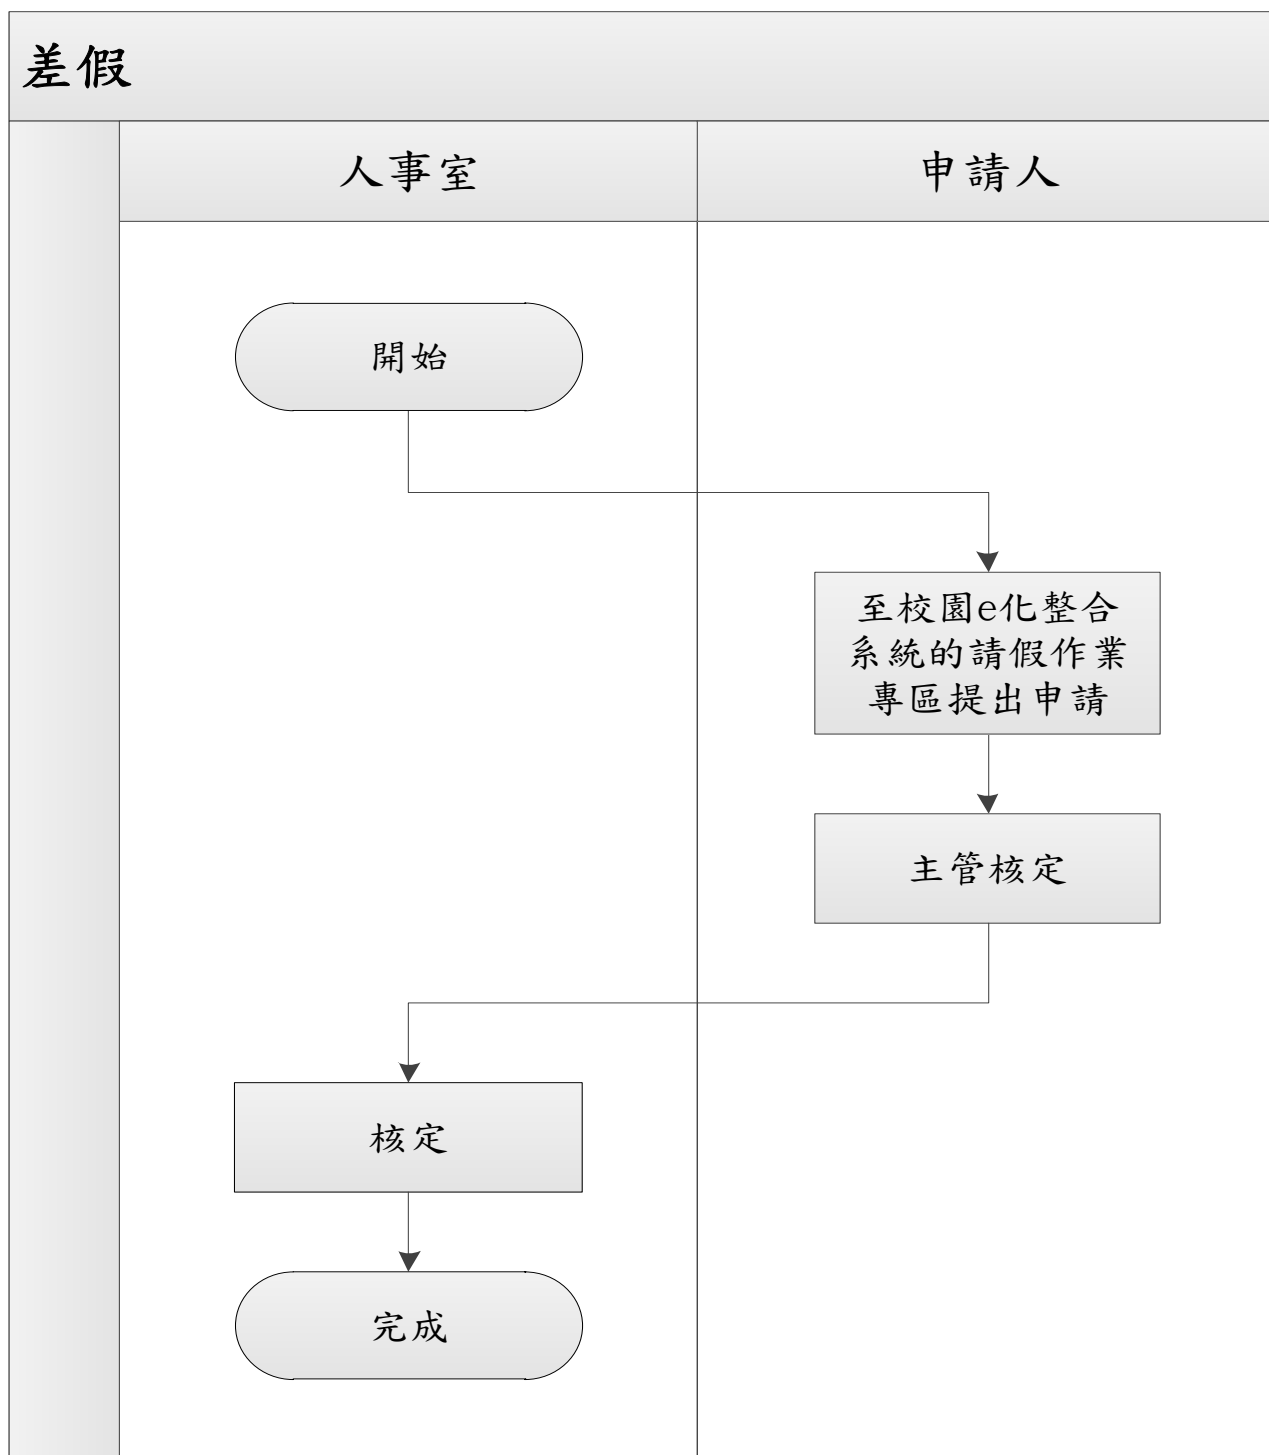 差假
人事室
申請人
開始
至校園e化整合
系統的請假作業
專區提出申請
主管核定
核定
完成